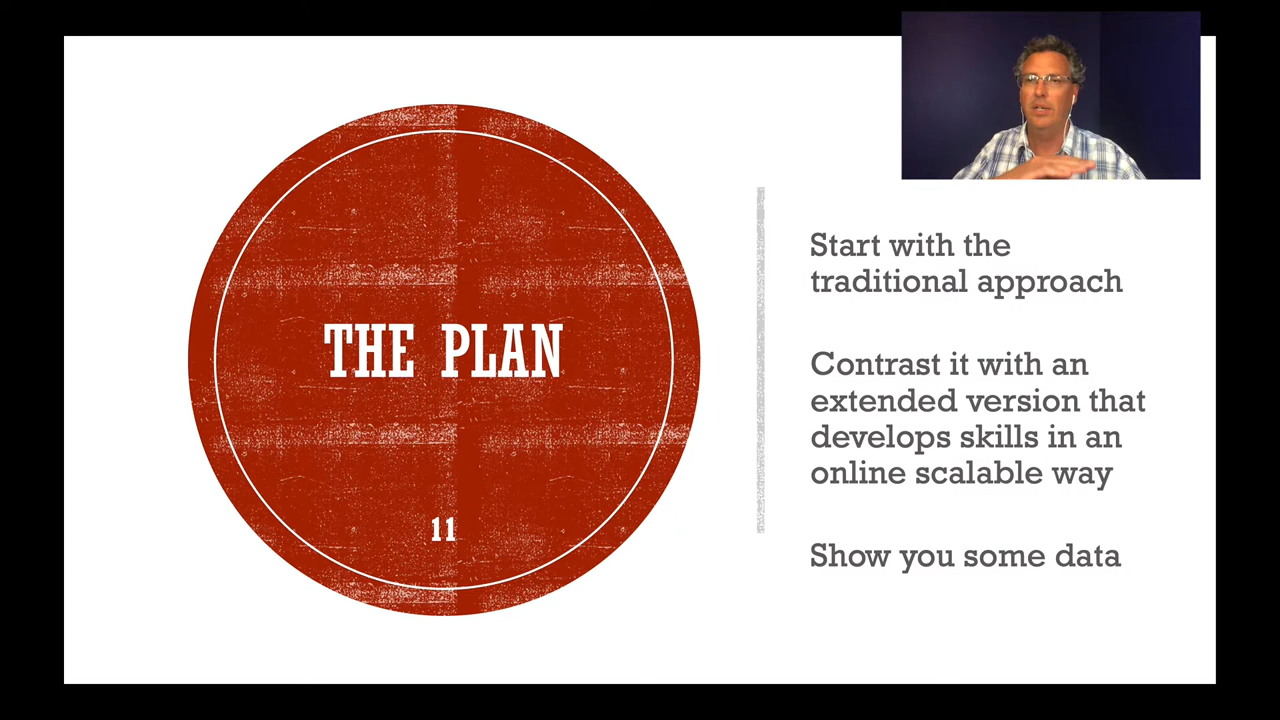 THE PLAN
11
Start with the
traditional approach
Contrast it with an
extended version that
develops skills in an
online scalable way
Show you some data